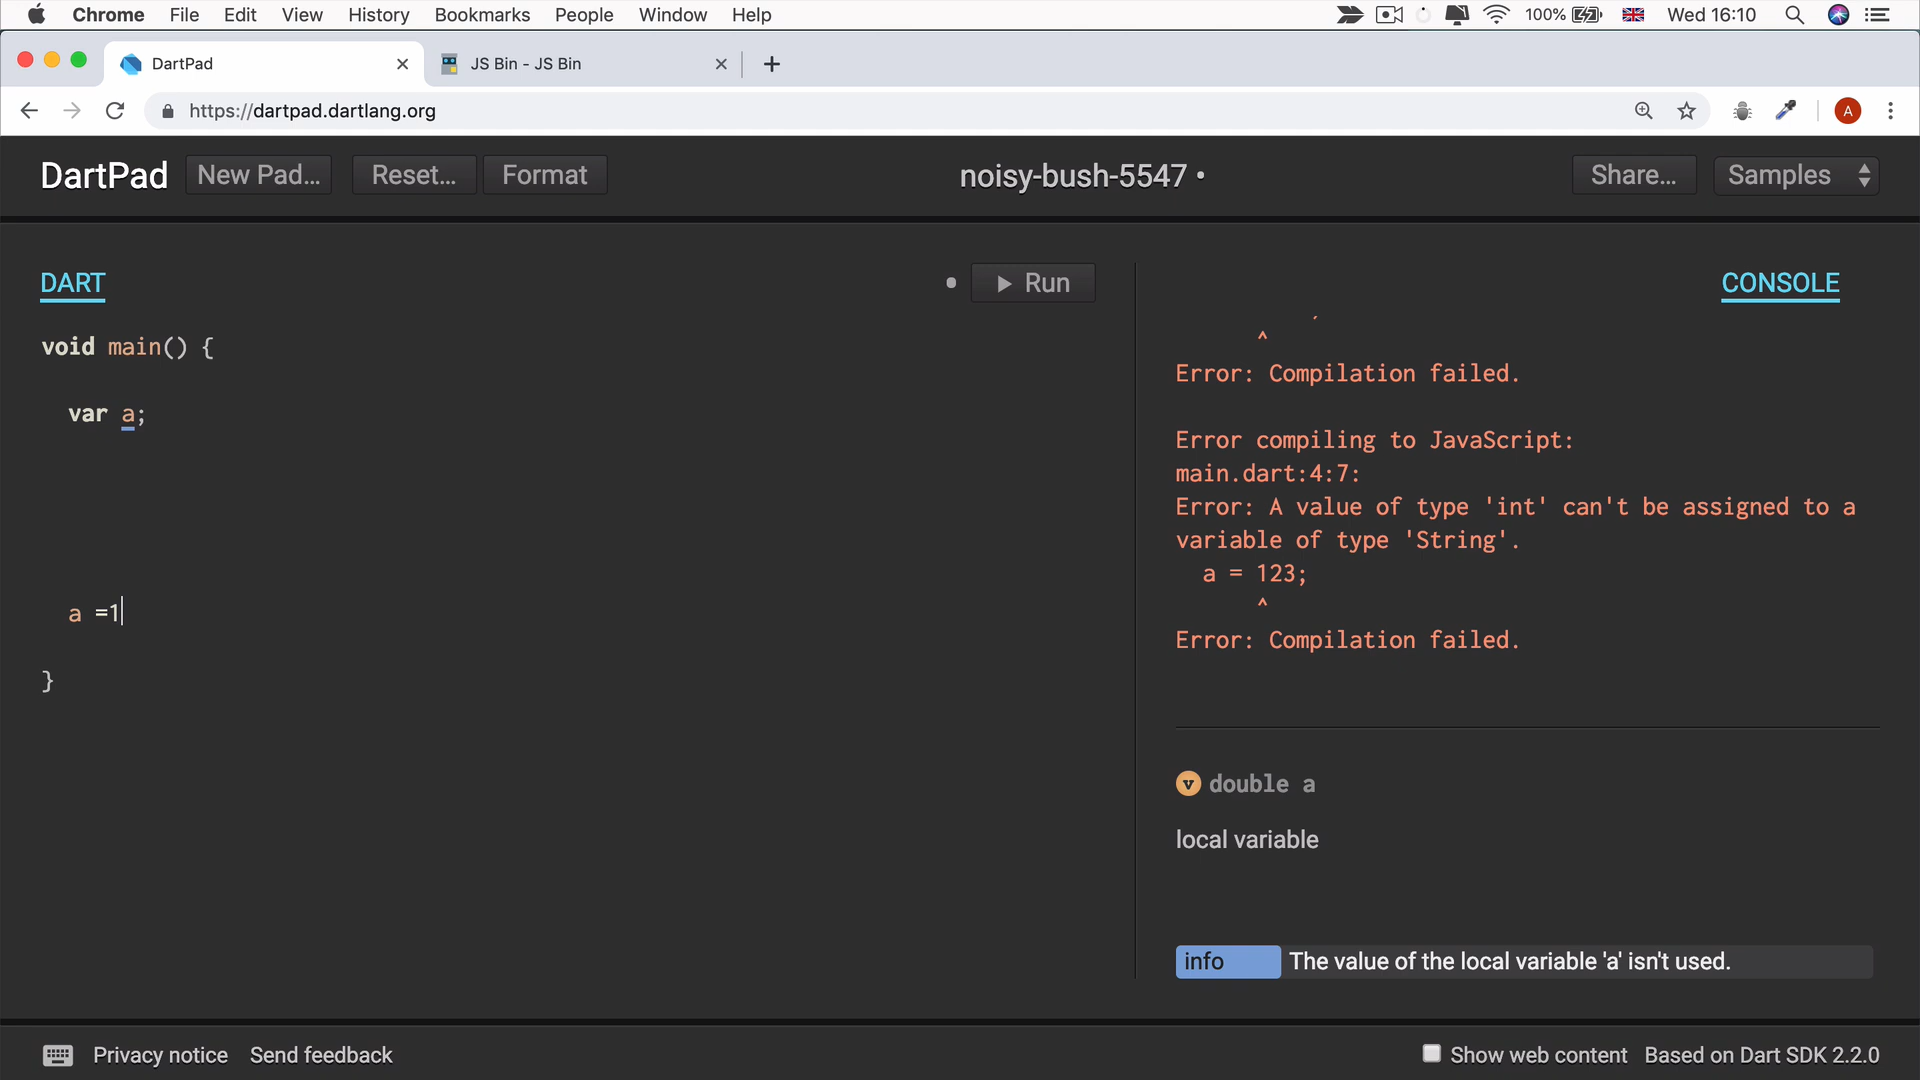 Chrome File Edit View History Bookmarks People Window Help 100% Wed 16:10
DartPad JS Bin - JS Bin
https://dartpad.dartlang.org A
DartPad New Pad... Reset... Format noisy-bush-5547 • Share... Samples
DART Run CONSOLE
void main() {
var a;
a =1
}
^
Error: Compilation failed.
Error compiling to JavaScript:
main.dart:4:7:
Error: A value of type 'int' can't be assigned to a
variable of type 'String'.
a = 123;
^
Error: Compilation failed.
v double a
local variable
info The value of the local variable 'a' isn't used.
Privacy notice Send feedback Show web content Based on Dart SDK 2.2.0